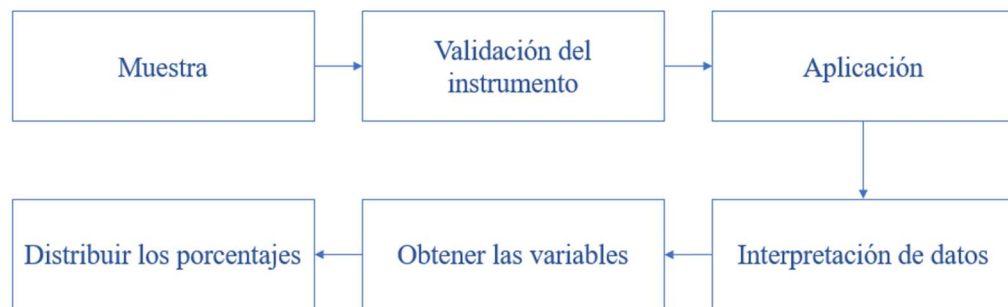 Muestra
Validación del
instrumento
Aplicación
Interpretación de datos
Obtener las variables
Distribuir los porcentajes